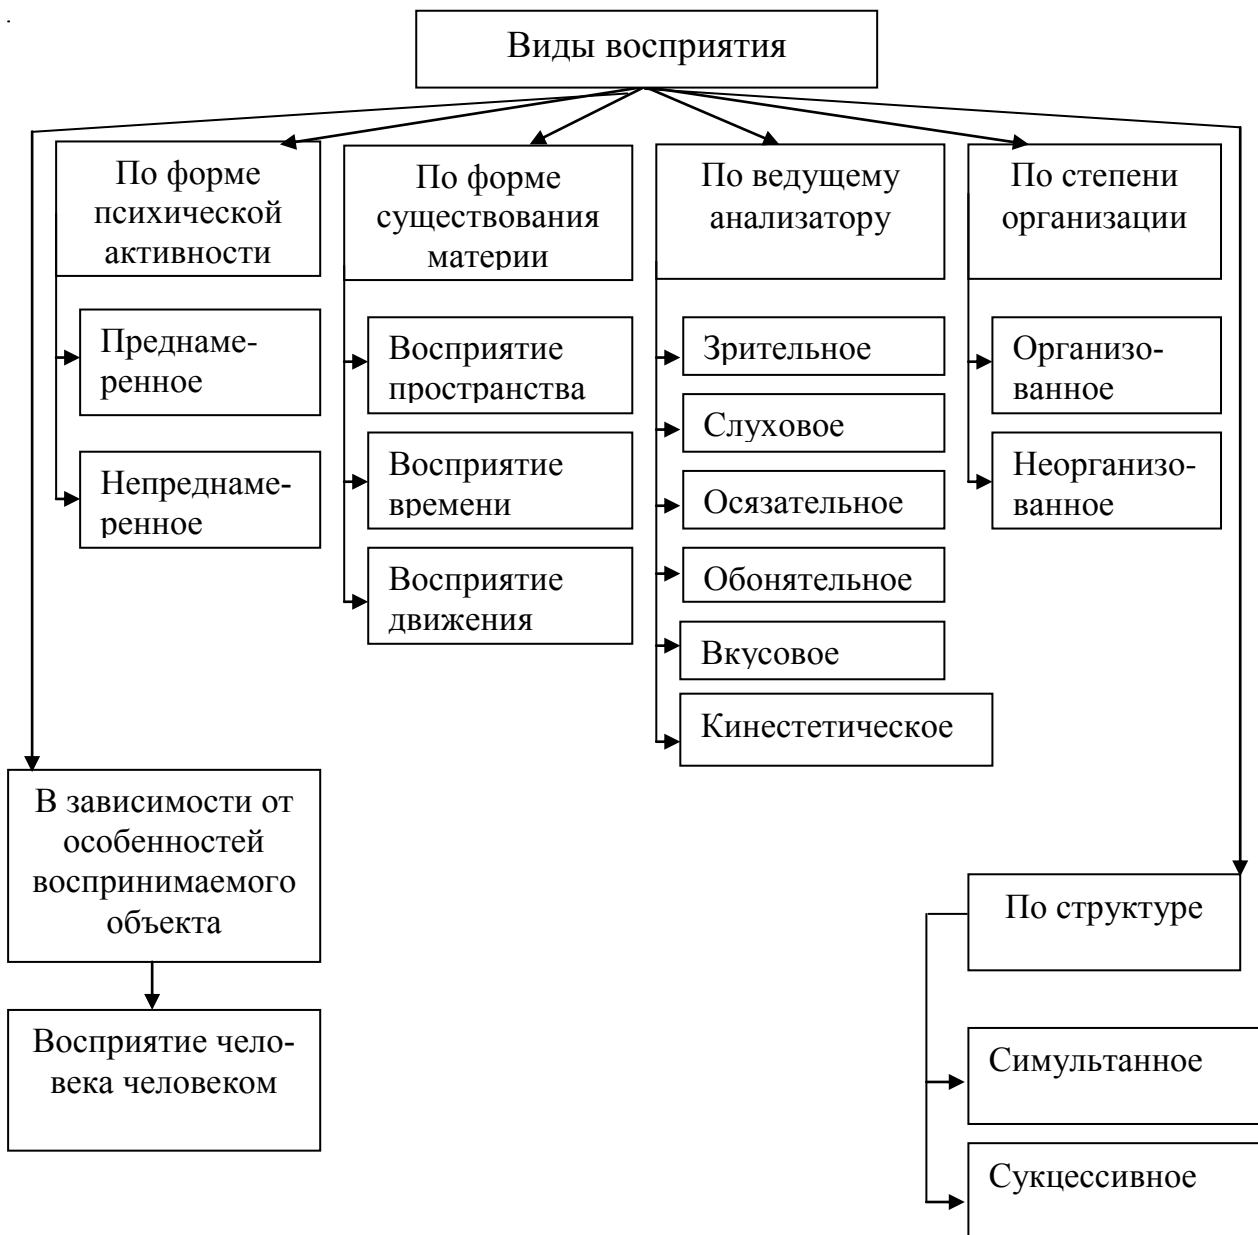 Виды восприятия
По форме
психической
активности
По форме
существования
материи
По ведущему
анализатору
По степени
организации
Преднаме-
ренное
Непреднаме-
ренное
Восприятие
пространства
Восприятие
времени
Восприятие
движения
Зрительное
Слуховое
Осязательное
Обонятельное
Вкусовое
Кинестетическое
Организо-
ванное
Неорганизо-
ванное
В зависимости от
особенностей
воспринимаемого
объекта
Восприятие чело-
века человеком
По структуре
Симультанное
Сукцессивное